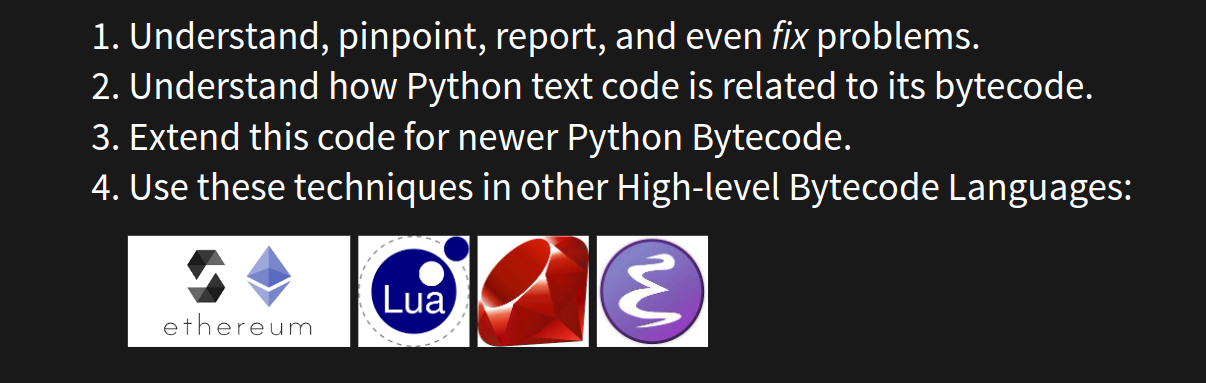 1. Understand, pinpoint, report, and even fix problems.
2. Understand how Python text code is related to its bytecode.
3. Extend this code for newer Python Bytecode.
4. Use these techniques in other High-level Bytecode Languages:
ethereum
Lua